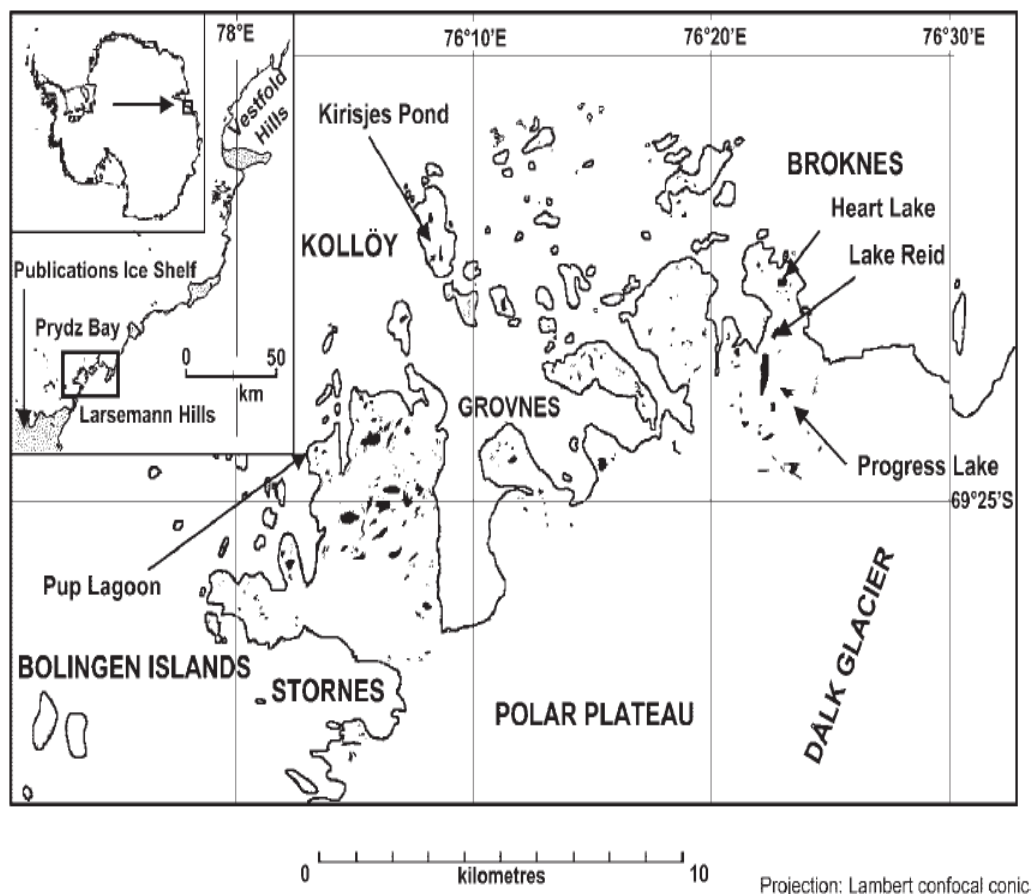 78°E
76°10'E
76°20'E
76°30'E
Vestfold
Hills
Kirisjes Pond
BROKNES
Heart Lake
KOLLÖY
Lake Reid
Publications Ice Shelf
Prydz Bay
0 50
km
Larsemann Hills
GROVNES
Progress Lake
69°25'S
Pup Lagoon
BOLINGEN ISLANDS
STORNES
POLAR PLATEAU
DÅLK GLACIER
0 kilometres 10
Projection: Lambert confocal conic